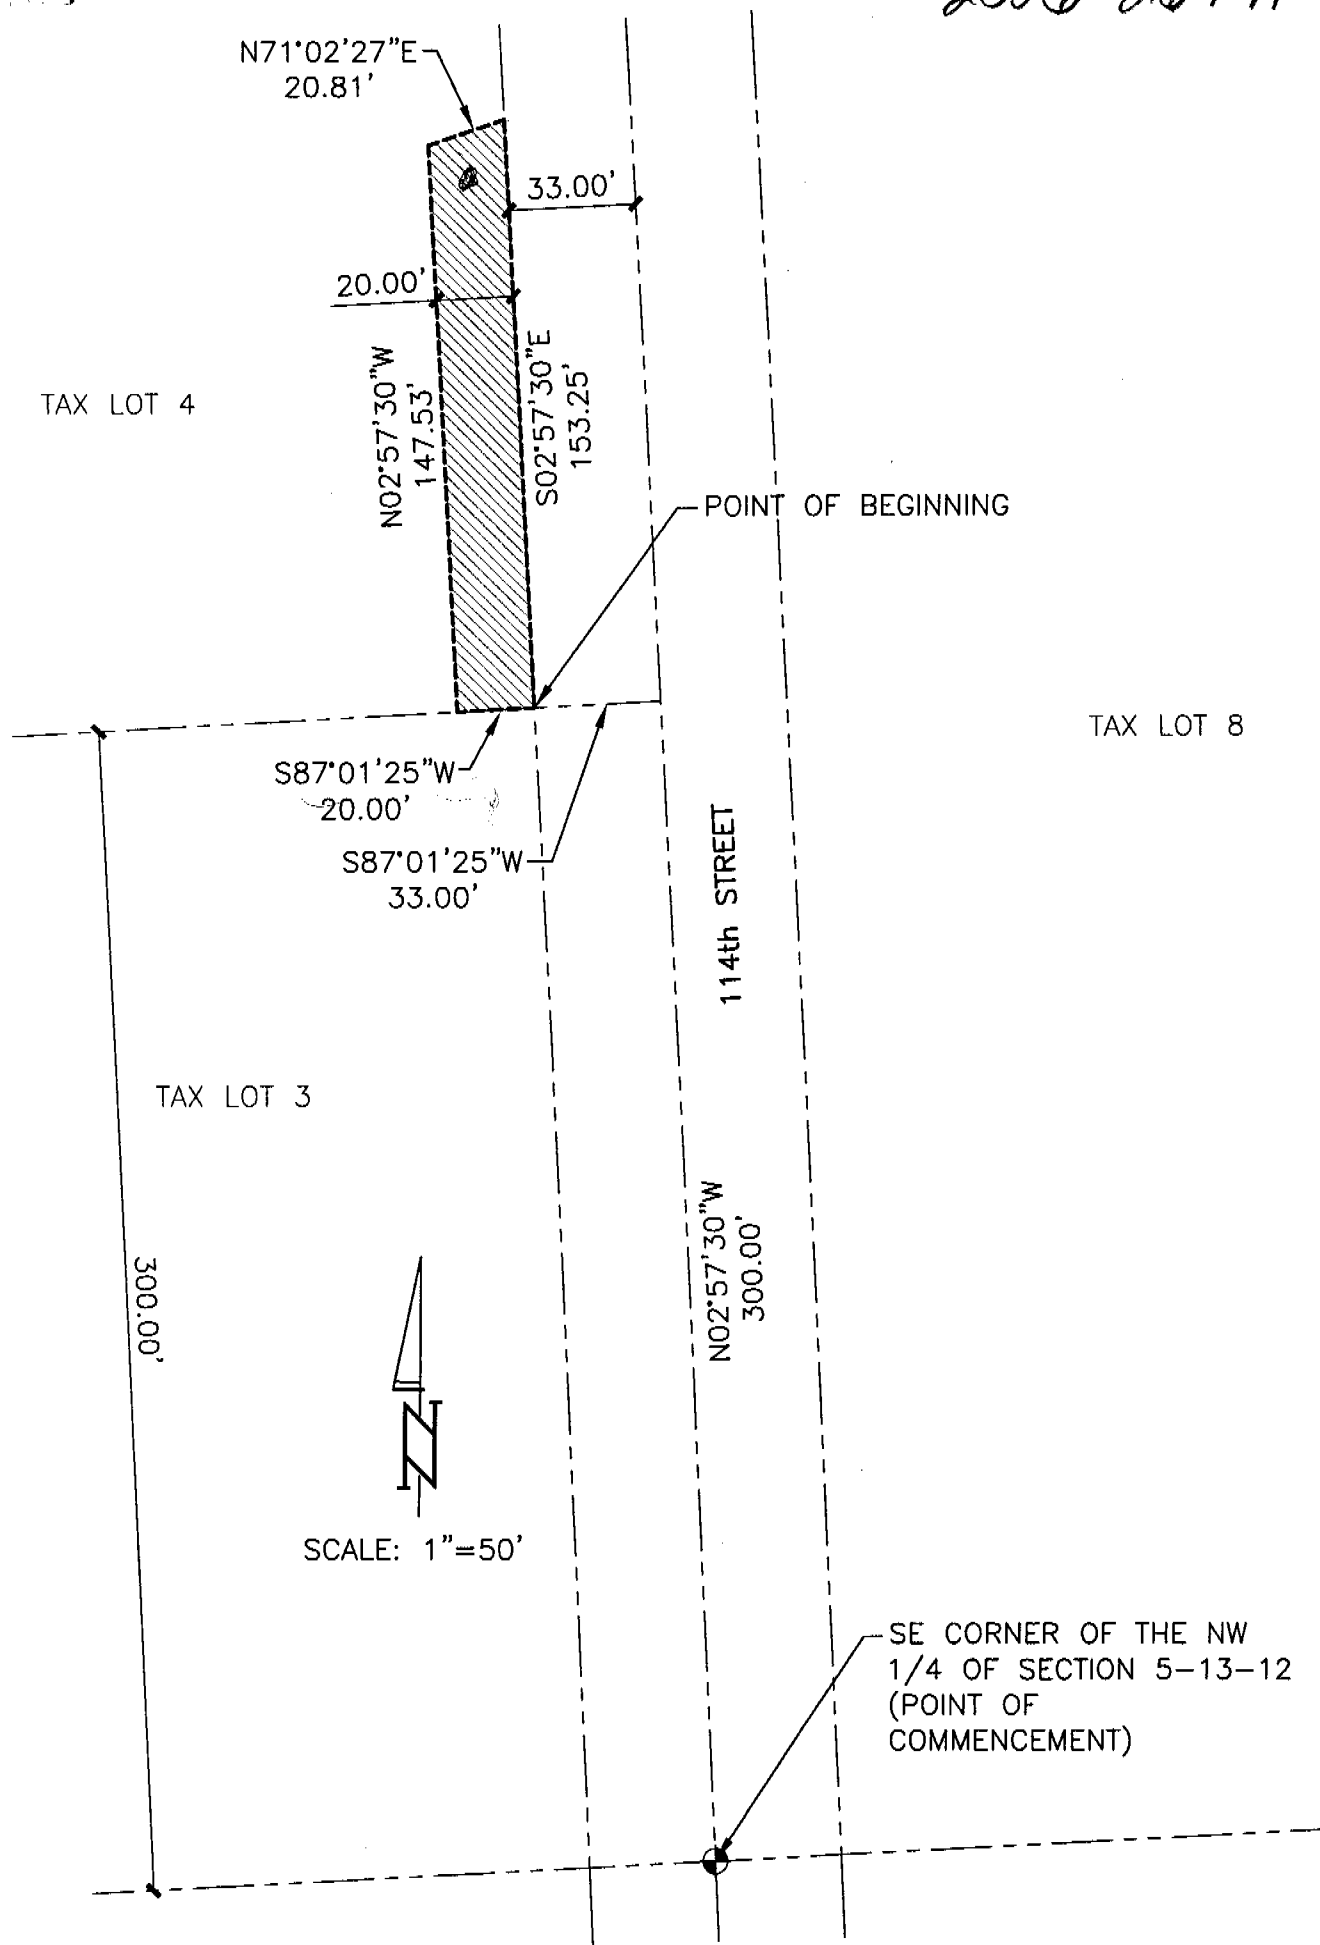 N71°02'27"E
20.81'
33.00'
20.00'
N02°57'30"W
147.53'
S02°57'30"E
153.25'
TAX LOT 4
POINT OF BEGINNING
TAX LOT 8
S87°01'25"W
20.00'
S87°01'25"W
33.00'
114th STREET
TAX LOT 3
N02°57'30"W
300.00'
300.00'
N
SCALE: 1"=50'
SE CORNER OF THE NW
1/4 OF SECTION 5-13-12
(POINT OF
COMMENCEMENT)